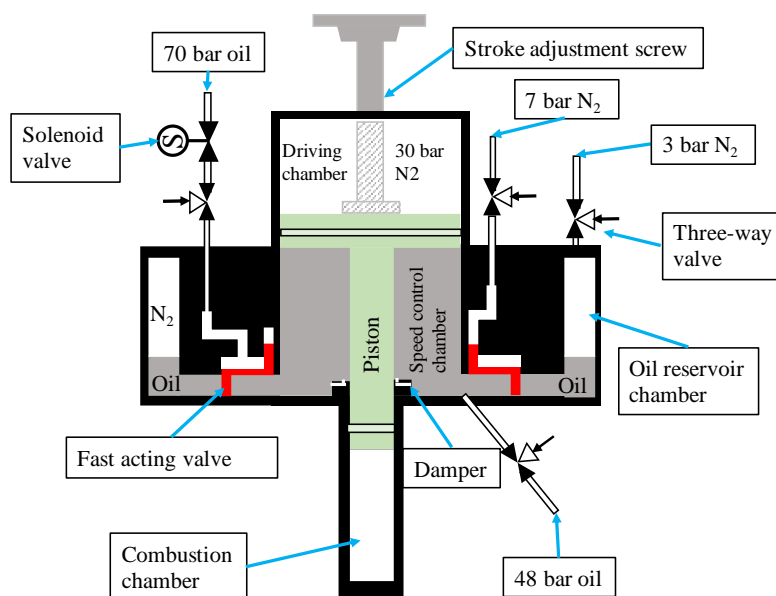 70 bar oil
Stroke adjustment screw
7 bar N₂
Solenoid
valve
S
3 bar N₂
Driving
chamber
30 bar
N2
Three-way
valve
N₂
Piston
Speed control
chamber
Oil
Oil
Oil reservoir
chamber
Fast acting valve
Damper
Combustion
chamber
48 bar oil